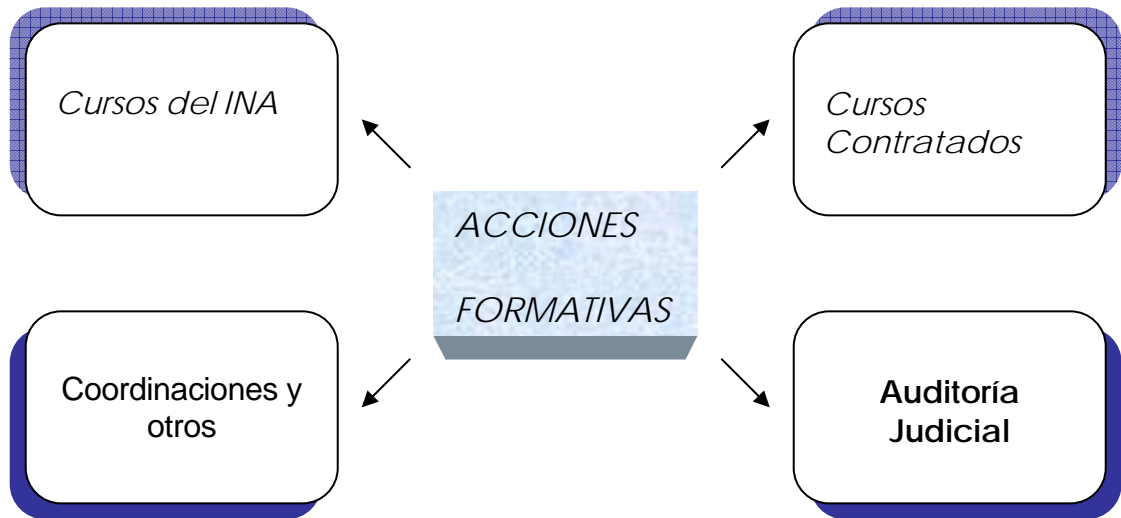 Cursos del INA
Cursos
Contratados
ACCIONES
FORMATIVAS
Coordinaciones y
otros
Auditoría
Judicial